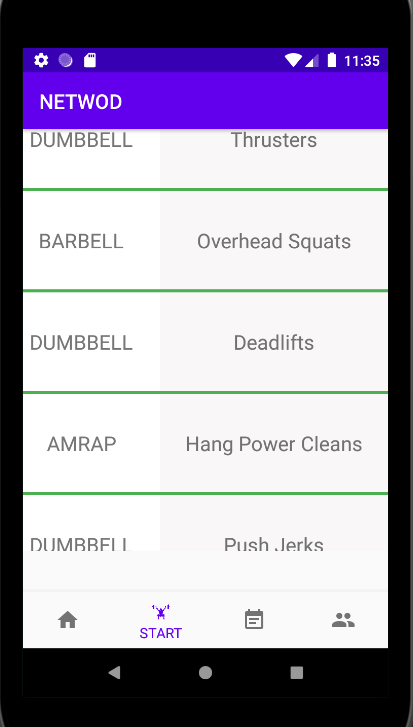 11:35
NETWOD
DUMBBELL Thrusters
BARBELL Overhead Squats
DUMBBELL Deadlifts
AMRAP Hang Power Cleans
DUMBBELL Push Jerks
START